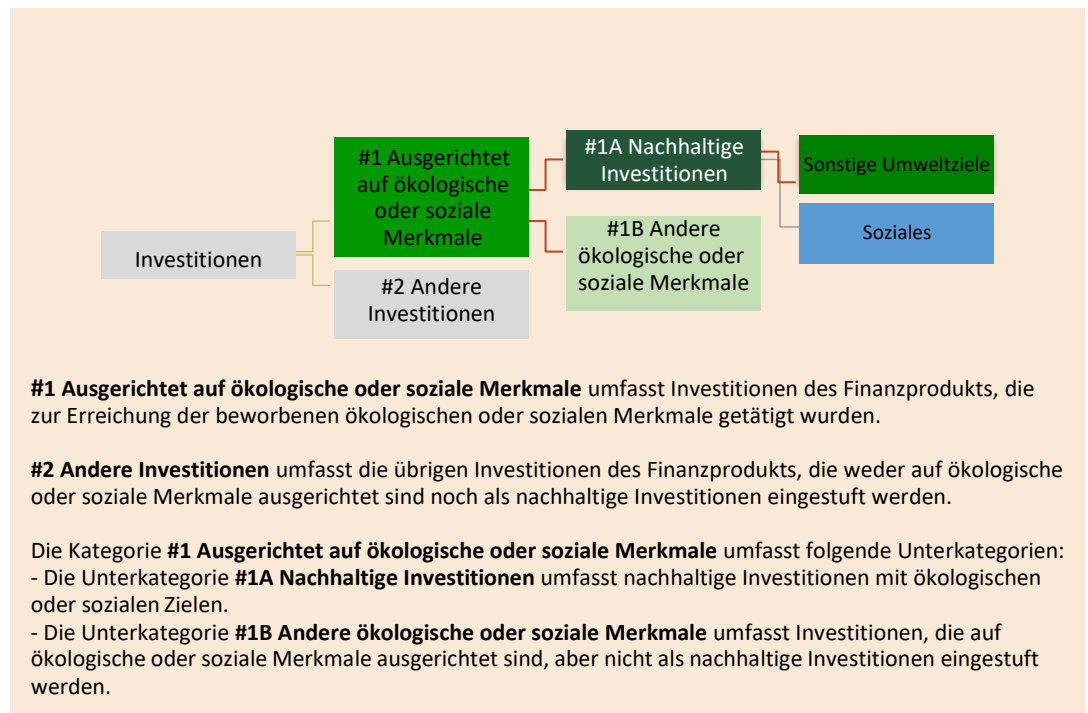 Investitionen
#1 Ausgerichtet
auf ökologische
oder soziale
Merkmale
#2 Andere
Investitionen
#1A Nachhaltige
Investitionen
#1B Andere
ökologische oder
soziale Merkmale
Sonstige Umweltziele
Soziales
#1 Ausgerichtet auf ökologische oder soziale Merkmale umfasst Investitionen des Finanzprodukts, die
zur Erreichung der beworbenen ökologischen oder sozialen Merkmale getätigt wurden.
#2 Andere Investitionen umfasst die übrigen Investitionen des Finanzprodukts, die weder auf ökologische
oder soziale Merkmale ausgerichtet sind noch als nachhaltige Investitionen eingestuft werden.
Die Kategorie #1 Ausgerichtet auf ökologische oder soziale Merkmale umfasst folgende Unterkategorien:
- Die Unterkategorie #1A Nachhaltige Investitionen umfasst nachhaltige Investitionen mit ökologischen
oder sozialen Zielen.
- Die Unterkategorie #1B Andere ökologische oder soziale Merkmale umfasst Investitionen, die auf
ökologische oder soziale Merkmale ausgerichtet sind, aber nicht als nachhaltige Investitionen eingestuft
werden.